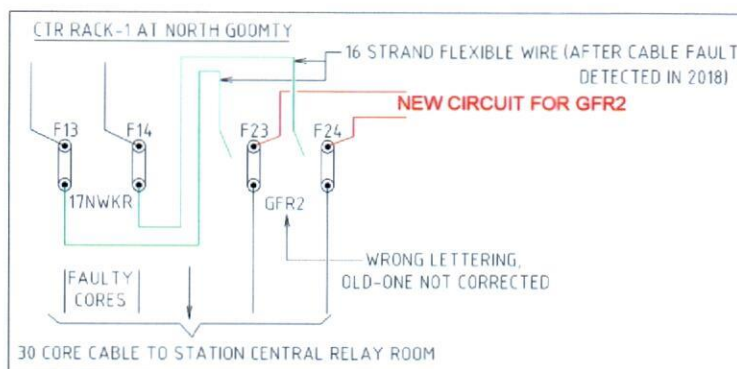 CTR RACK-1 AT NORTH GOOMTY
16 STRAND FLEXIBLE WIRE (AFTER CABLE FAULT
DETECTED IN 2018)
NEW CIRCUIT FOR GFR2
F13 F14 F23 F24
17NWKR GFR2
WRONG LETTERING,
OLD-ONE NOT CORRECTED
FAULTY
CORES
30 CORE CABLE TO STATION CENTRAL RELAY ROOM